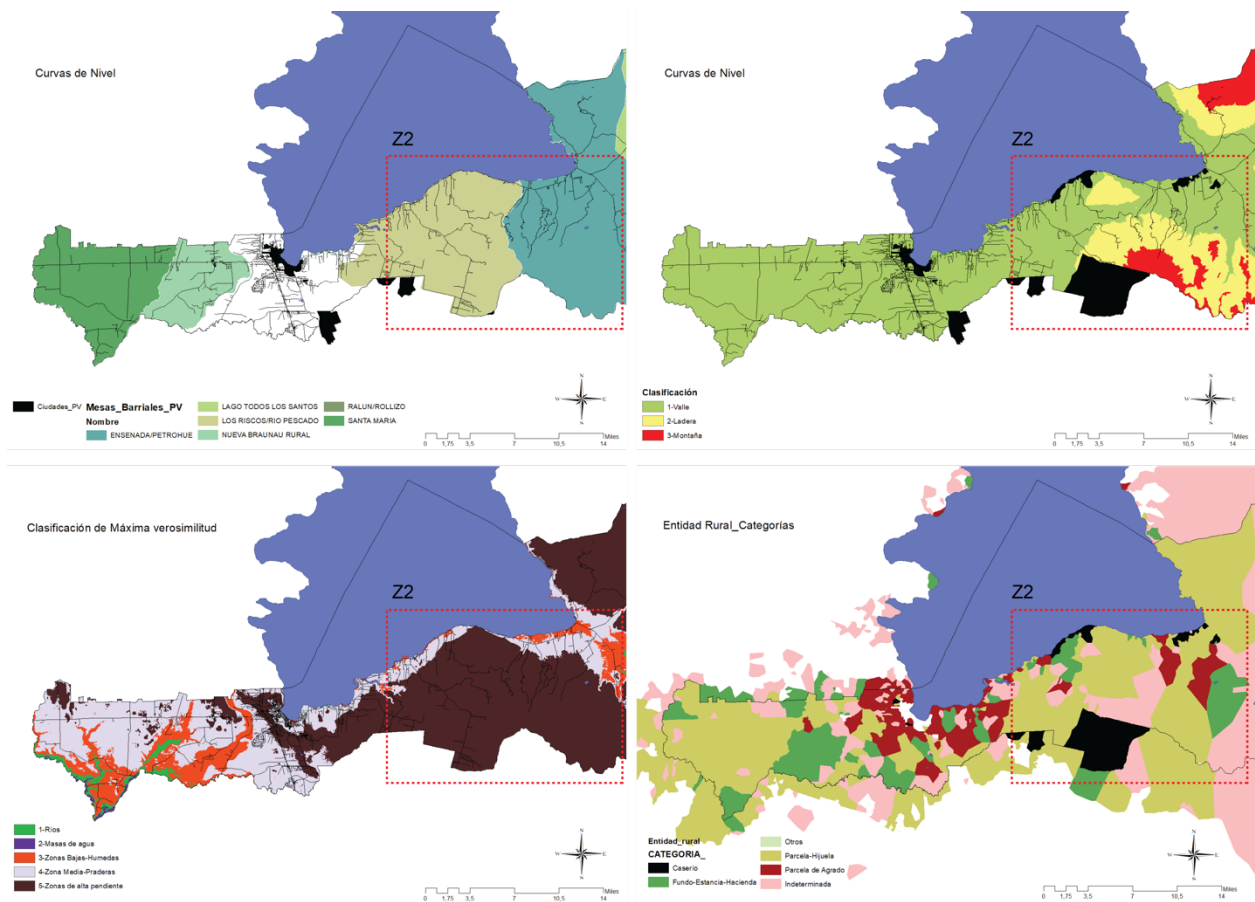 Curvas de Nivel
Z2
N
W E
S
Ciudades_PV
Mesas_Barriales_PV
Nombre
ENSENADA/PETROHUE
LAGO TODOS LOS SANTOS
LOS RISCOS/RIO PESCADO
NUEVA BRAUNAU RURAL
RALUN/ROLLIZO
SANTA MARIA
0 1,75 3,5 7 10,5 14 Miles
Curvas de Nivel
Z2
Clasificación
1-Valle
2-Ladera
3-Montaña
N
W E
S
0 1,75 3,5 7 10,5 14 Miles
Clasificación de Máxima verosimilitud
Z2
1-Ríos
2-Masas de agua
3-Zonas Bajas-Humedas
4-Zona Media-Praderas
5-Zonas de alta pendiente
N
W E
S
0 1,75 3,5 7 10,5 14 Miles
Entidad Rural_Categorías
Z2
Entidad_rural
CATEGORIA_
Caserio
Fundo-Estancia-Hacienda
Otros
Parcela-Hijuela
Parcela de Agrado
Indeterminada
N
W E
S
0 1,75 3,5 7 10,5 14 Miles